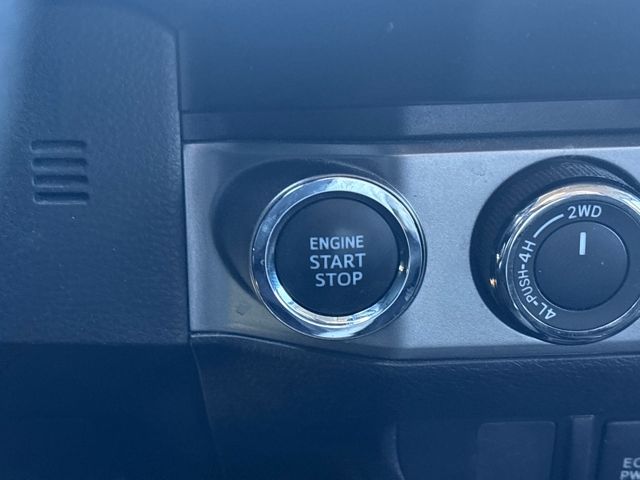 ENGINE
START
STOP
2WD
4L-PUSH-4H